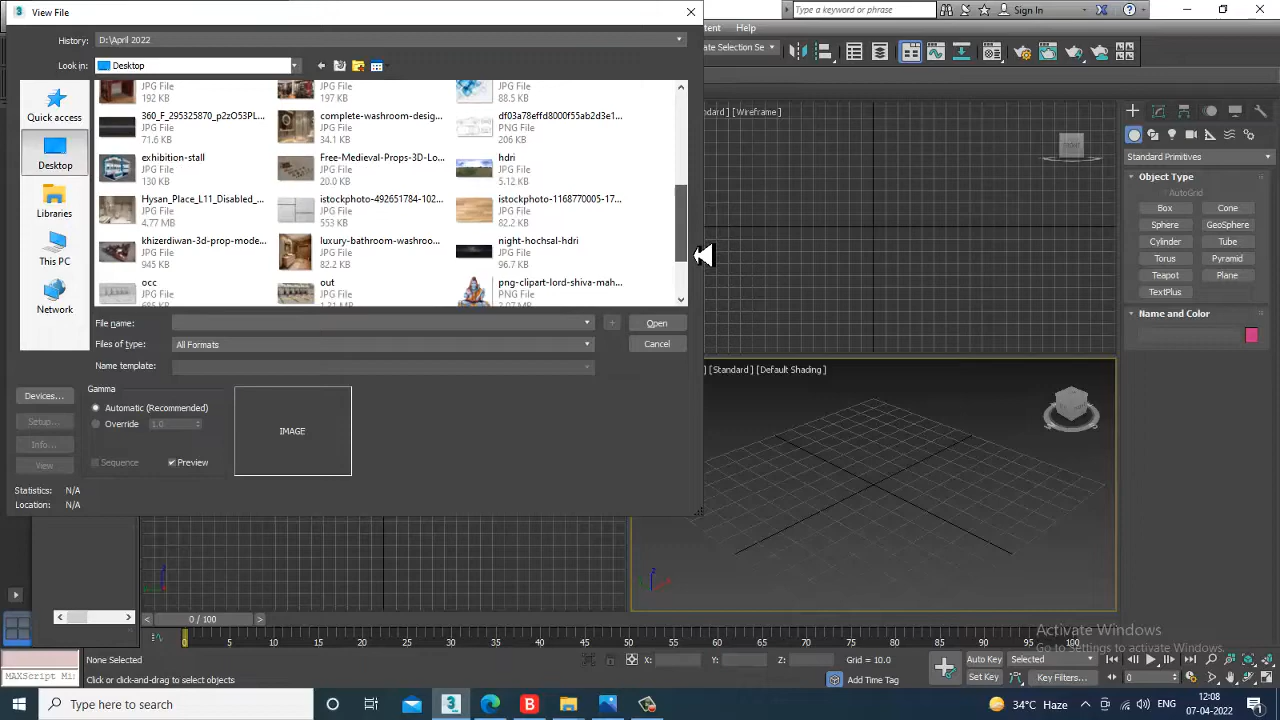 View File
Type a keyword or phrase
Sign In
History: D:\April 2022
Look in: Desktop
ate Selection Se
JPG File
192 KB
JPG File
197 KB
JPG File
88.5 KB
360_F_295325870_p2zO53PL...
JPG File
71.6 KB
complete-washroom-desig...
JPG File
34.1 KB
df03a78effd8000f55ab2d3e1...
PNG File
206 KB
exhibition-stall
JPG File
130 KB
Free-Medieval-Props-3D-Lo...
JPG File
20.0 KB
hdri
JPG File
5.12 KB
Hysan_Place_L11_Disabled_...
JPG File
4.77 MB
istockphoto-492651784-102...
JPG File
553 KB
istockphoto-1168770005-17...
JPG File
82.2 KB
khizerdiwan-3d-prop-mode...
JPG File
945 KB
luxury-bathroom-washroo...
JPG File
82.2 KB
night-hochsal-hdri
JPG File
96.7 KB
occ
JPG File
out
JPG File
png-clipart-lord-shiva-mah...
PNG File
Quick access
Desktop
Libraries
This PC
Network
File name:
Open
Files of type: All Formats
Cancel
Name template:
Gamma
Automatic (Recommended)
Override 1.0
Sequence
Preview
IMAGE
Devices...
Setup...
Info...
View
Statistics: N/A
Location: N/A
tent Help
ndard ] [Wireframe ]
FRONT
] [Standard ] [Default Shading ]
Standard Primitives
Object Type
AutoGrid
Box Cone
Sphere GeoSphere
Cylinder Tube
Torus Pyramid
Teapot Plane
TextPlus
Name and Color
0 / 100
0 5 10 15 20 25 30 35 40 45 50 55 60 65 70 75 80 85 90 95 100
Activate Windows
Go to Settings to activate Windows.
None Selected
X: Y: Z: Grid = 10.0
Auto Key Selected
MAXScript Mi:
Click or click-and-drag to select objects
Add Time Tag
Set Key Key Filters... 0
Type here to search
34°C Haze
ENG
12:08
07-04-2022